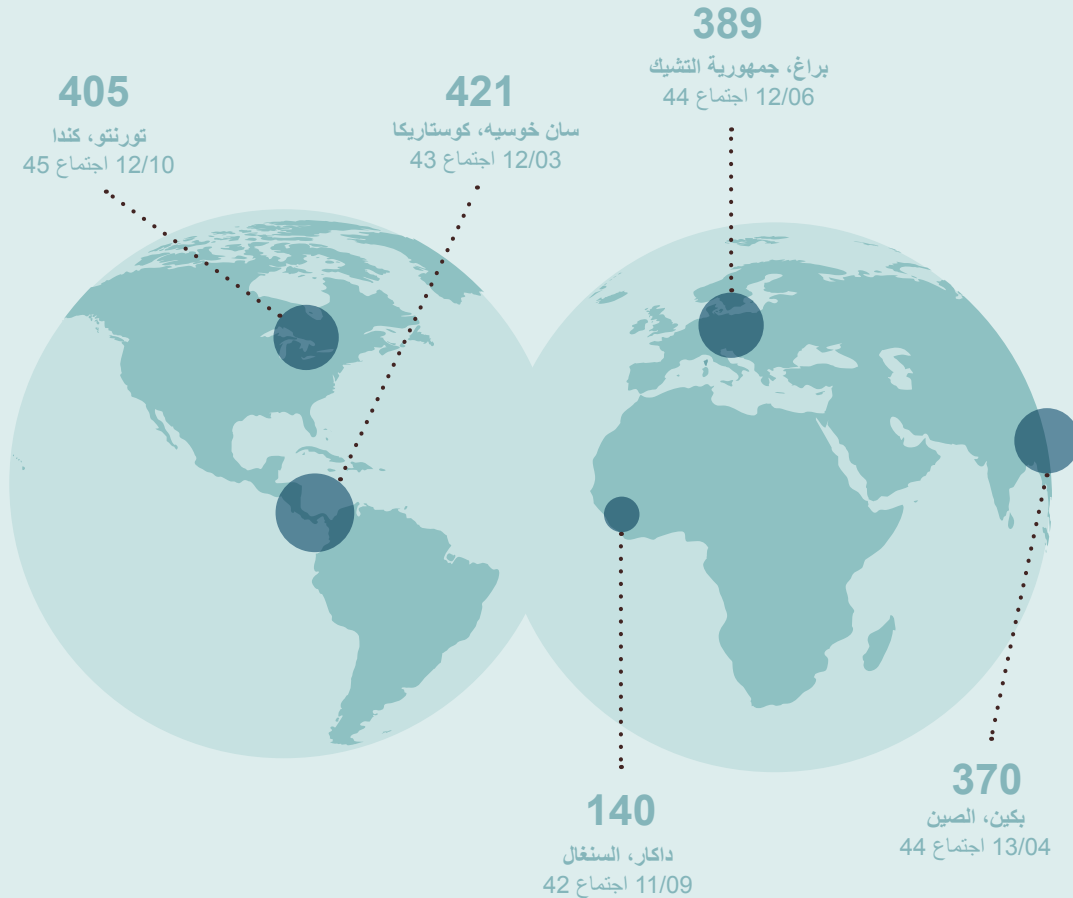 389
براغ، جمهورية التشيك
12/06 اجتماع 44
421
سان خوسيه، كوستاريكا
12/03 اجتماع 43
405
تورنتو، كندا
12/10 اجتماع 45
370
بكين، الصين
13/04 اجتماع 44
140
داكار، السنغال
11/09 اجتماع 42